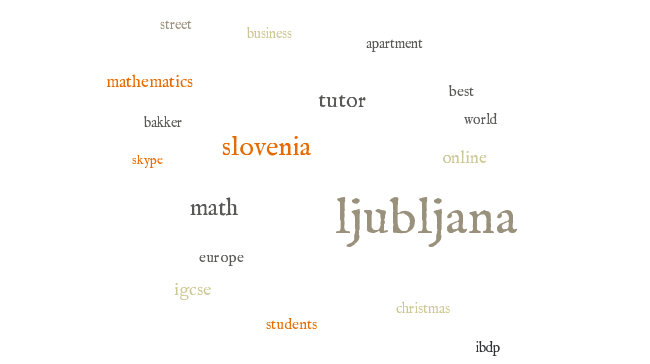 street
business
apartment
mathematics
best
tutor
bakker
world
slovenia
skype
online
math
ljubljana
europe
igcse
christmas
students
ibdp